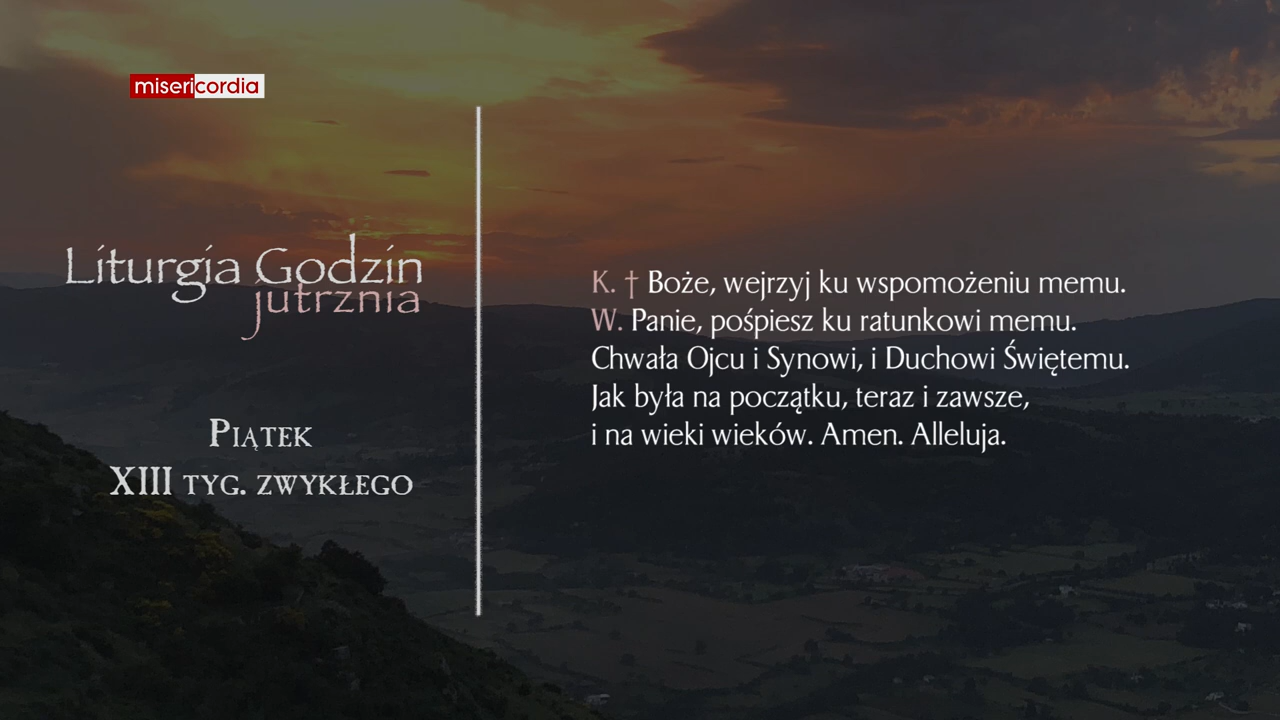 misericordia
Liturgia Godzin
jutrznia
Piątek
XIII tyg. zwykłego
K. † Boże, wejrzyj ku wspomożeniu memu.
W. Panie, pośpiesz ku ratunkowi memu.
Chwała Ojcu i Synowi, i Duchowi Świętemu.
Jak była na początku, teraz i zawsze,
i na wieki wieków. Amen. Alleluja.